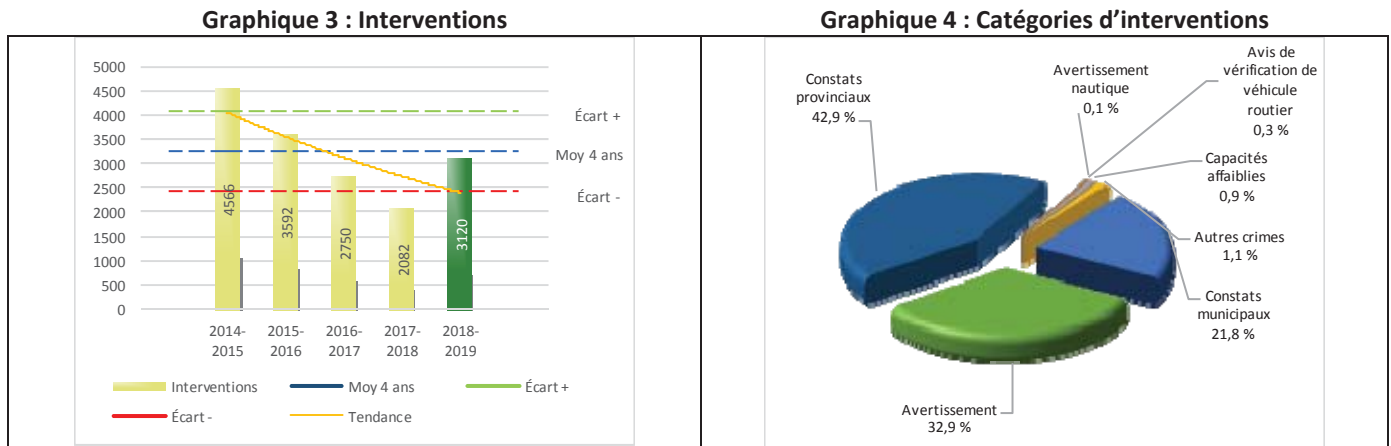 Graphique 3 : Interventions
5000
4500
4000
3500
3000
2500
2000
1500
1000
500
0
4566
3592
2750
2082
3120
Écart +
Moy 4 ans
Écart -
2014-
2015
2015-
2016
2016-
2017
2017-
2018
2018-
2019
Interventions
Moy 4 ans
Écart +
Écart -
Tendance
Graphique 4 : Catégories d'interventions
Constats
provinciaux
42,9 %
Avertissement
nautique
0,1 %
Avis de
vérification de
véhicule
routier
0,3 %
Capacités
affaiblies
0,9 %
Autres crimes
1,1 %
Constats
municipaux
21,8 %
Avertissement
32,9 %